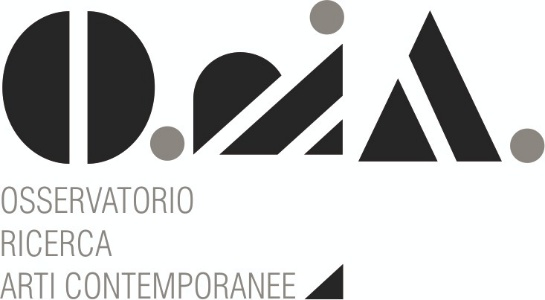 O.r.A.
OSSERVATORIO
RICERCA
ARTI CONTEMPORANEE